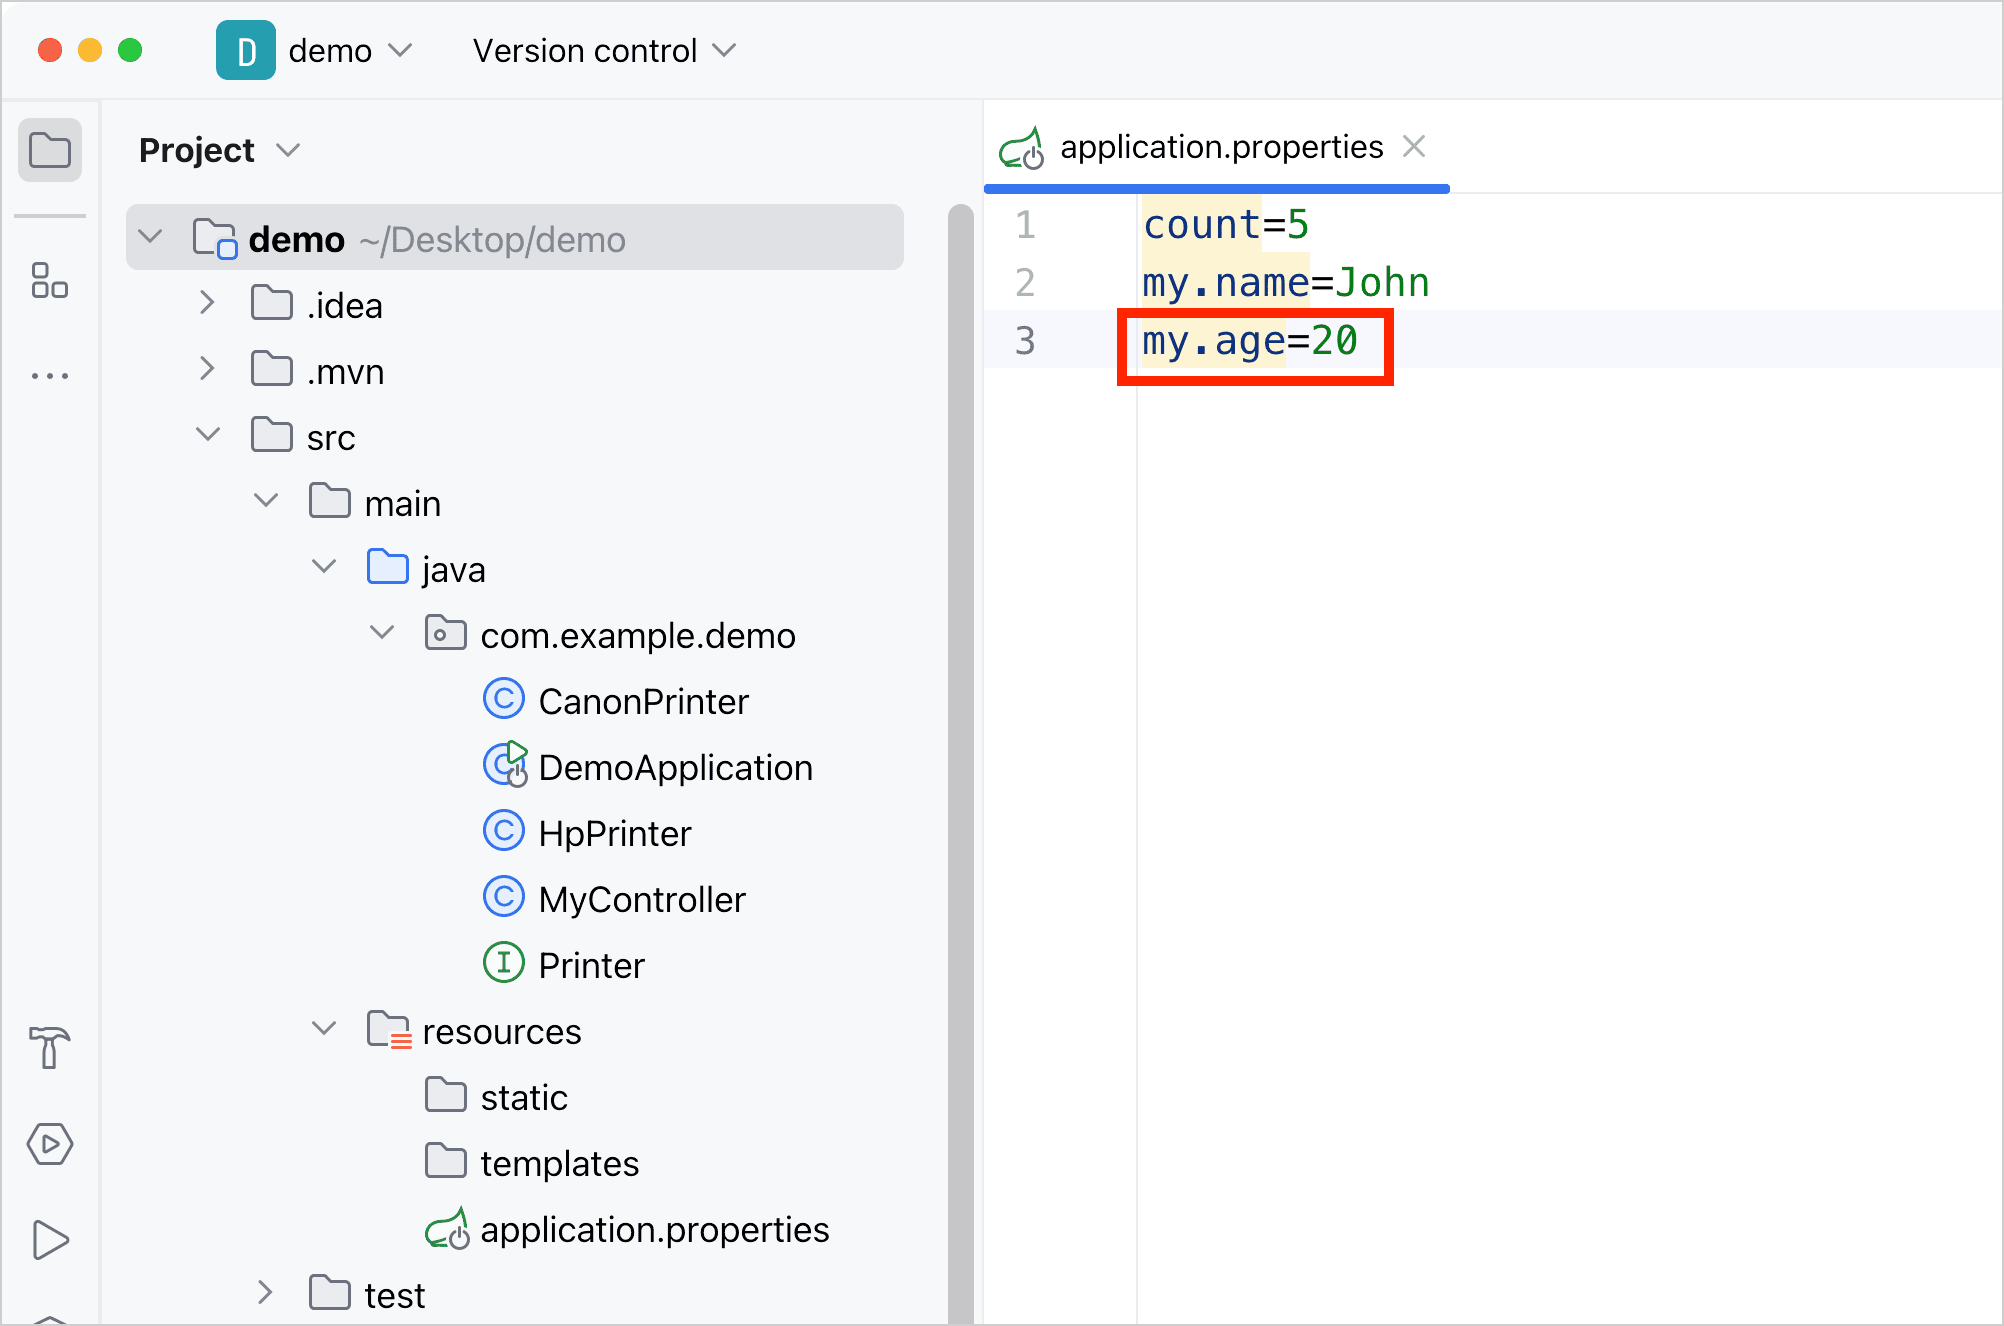 D demo Version control
Project
demo ~/Desktop/demo
.idea
.mvn
src
main
java
com.example.demo
C CanonPrinter
C DemoApplication
C HpPrinter
C MyController
I Printer
resources
static
templates
application.properties
test
application.properties
1 count=5
2 my.name=John
3 my.age=20